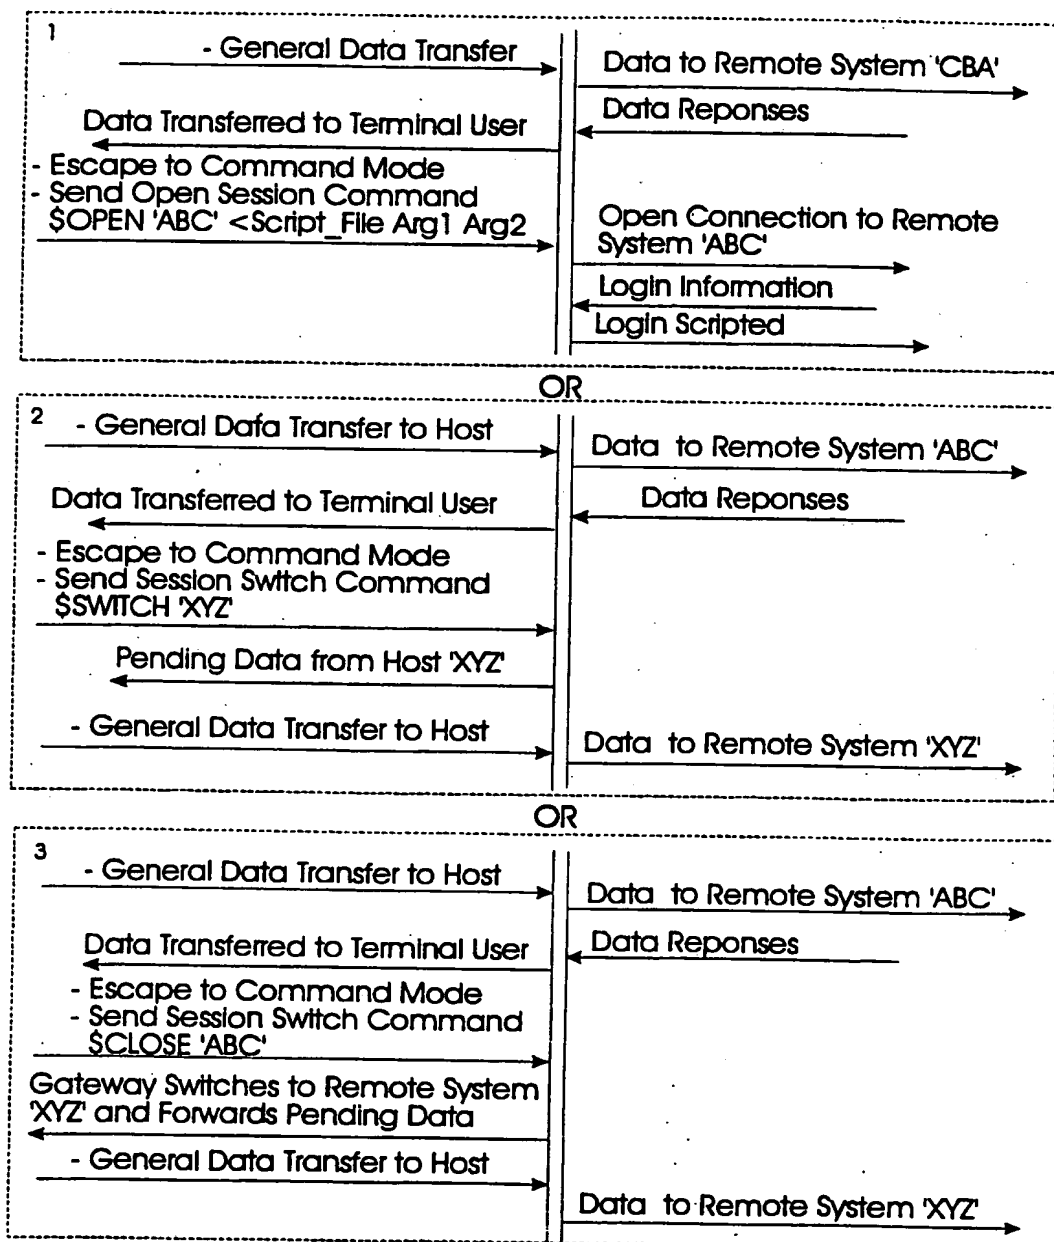 1
- General Data Transfer
Data to Remote System 'CBA'
Data Reponses
Data Transferred to Terminal User
- Escape to Command Mode
- Send Open Session Command
$OPEN 'ABC' <Script_File Arg1 Arg2
Open Connection to Remote
System 'ABC'
Login Information
Login Scripted
OR
2
- General Data Transfer to Host
Data to Remote System 'ABC'
Data Reponses
Data Transferred to Terminal User
- Escape to Command Mode
- Send Session Switch Command
$SWITCH 'XYZ'
Pending Data from Host 'XYZ'
- General Data Transfer to Host
Data to Remote System 'XYZ'
OR
3
- General Data Transfer to Host
Data to Remote System 'ABC'
Data Reponses
Data Transferred to Terminal User
- Escape to Command Mode
- Send Session Switch Command
$CLOSE 'ABC'
Gateway Switches to Remote System
'XYZ' and Forwards Pending Data
- General Data Transfer to Host
Data to Remote System 'XYZ'